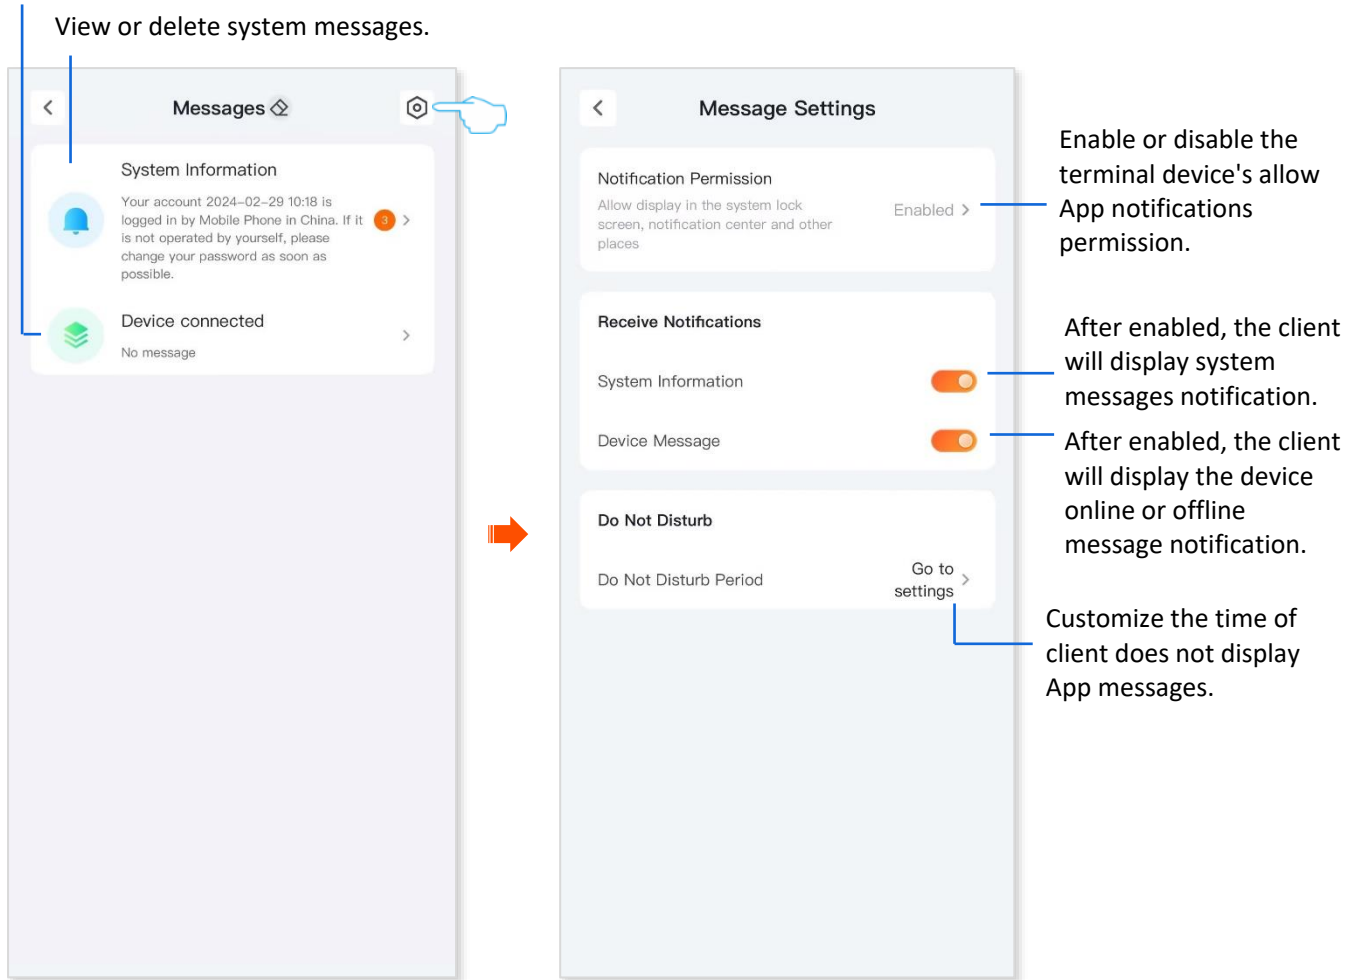 View or delete system messages.
Messages
System Information
Your account 2024-02-29 10:18 is
logged in by Mobile Phone in China. If it
is not operated by yourself, please
change your password as soon as
possible.
3
Device connected
No message
Message Settings
Notification Permission
Allow display in the system lock
screen, notification center and other
places
Enabled
Receive Notifications
System Information
Device Message
Do Not Disturb
Do Not Disturb Period
Go to
settings
Enable or disable the
terminal device's allow
App notifications
permission.
After enabled, the client
will display system
messages notification.
After enabled, the client
will display the device
online or offline
message notification.
Customize the time of
client does not display
App messages.